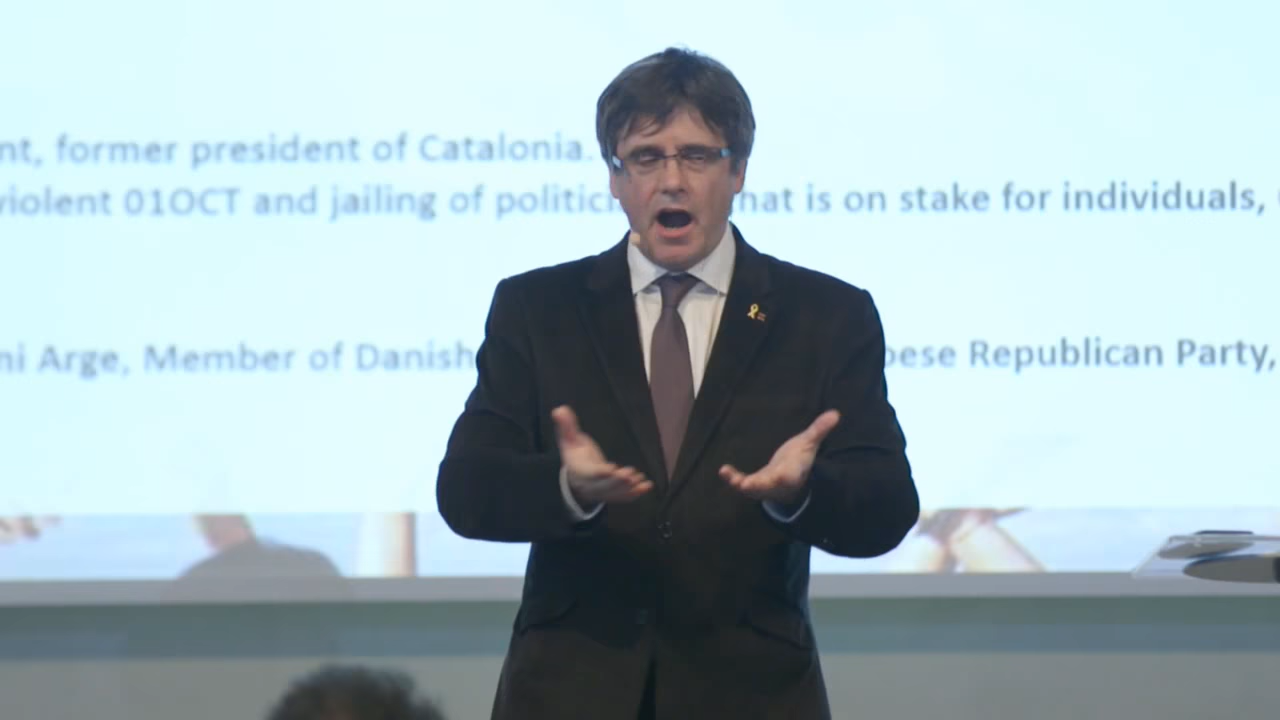 nt, former president of Catalonia.
violent 01OCT and jailing of politici hat is on stake for individuals,
ni Arge, Member of Danish oese Republican Party,